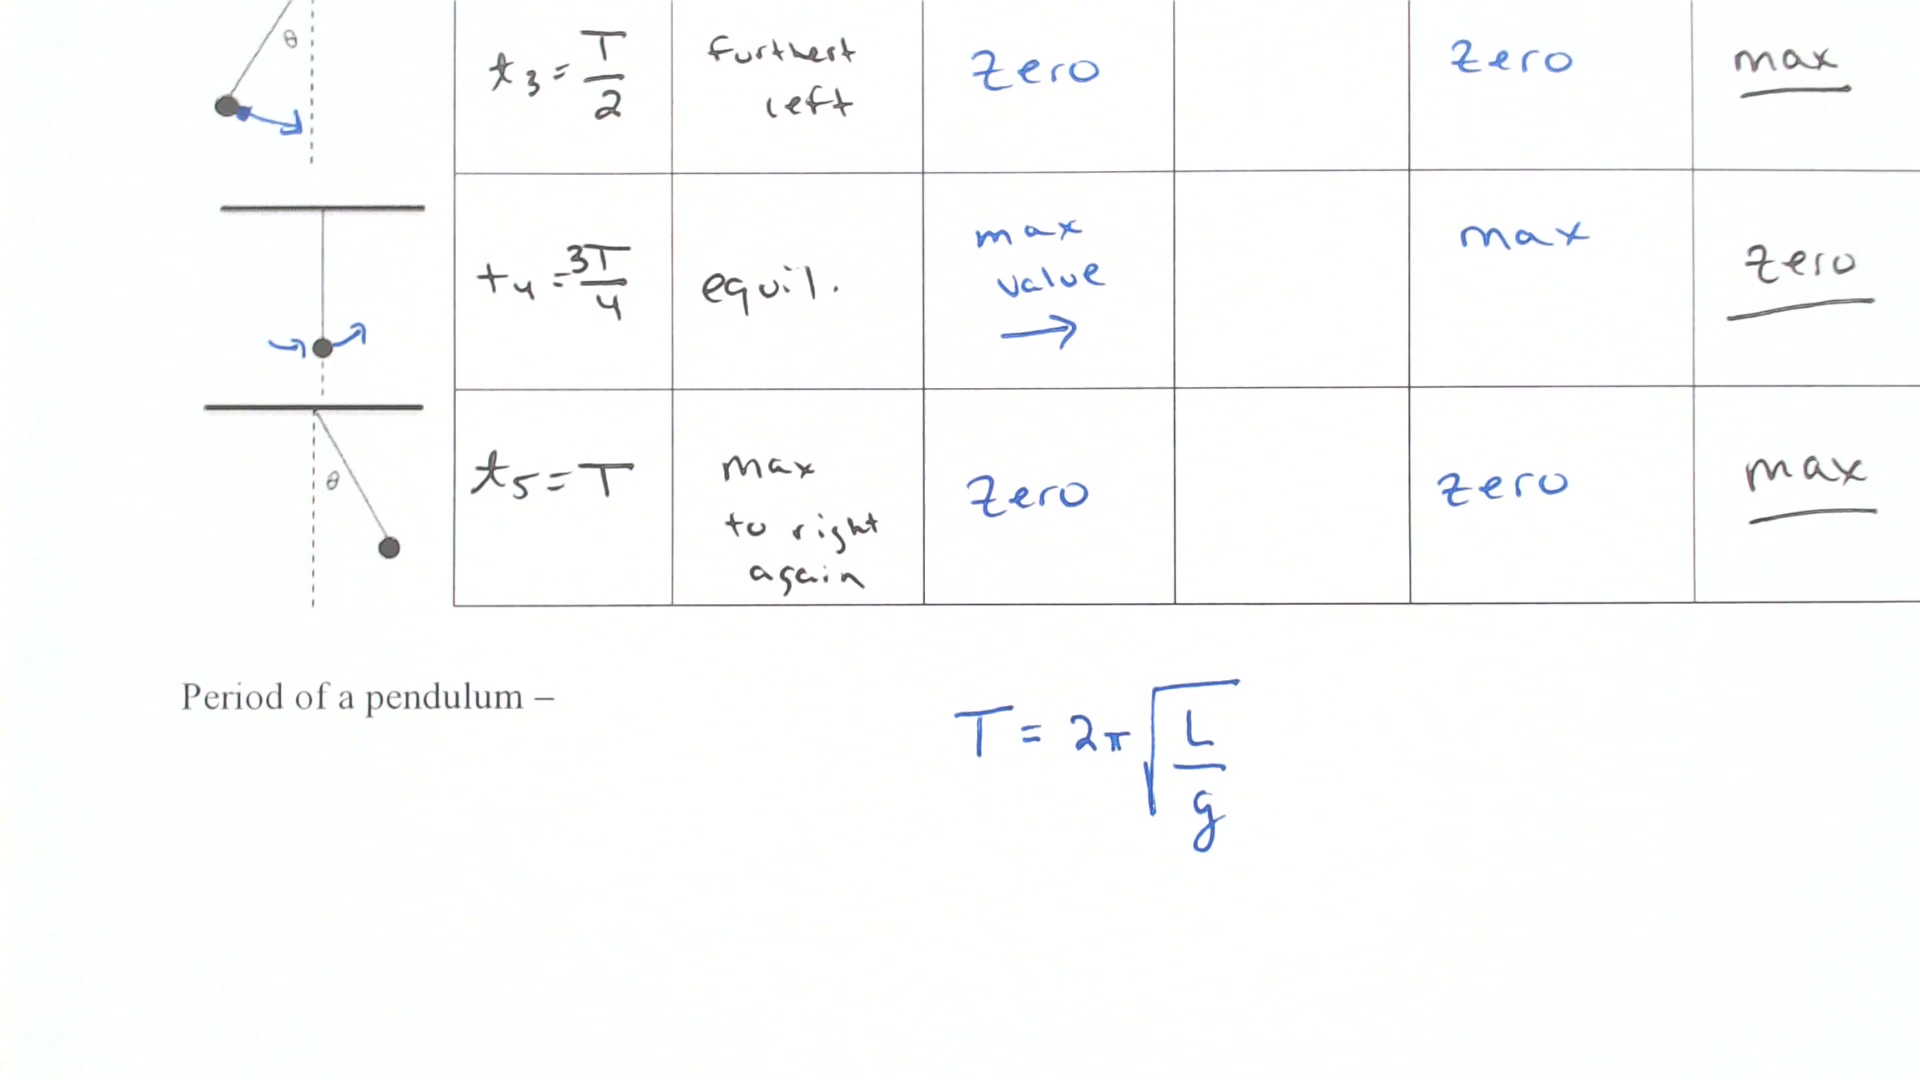 θ
t₃ = T/2
furthest
left
zero
zero
max
t₄ = 3T/4
equil.
max
value
→
max
zero
θ
t₅ = T
max
to right
again
zero
zero
max
Period of a pendulum –
T = 2π√(L/g)